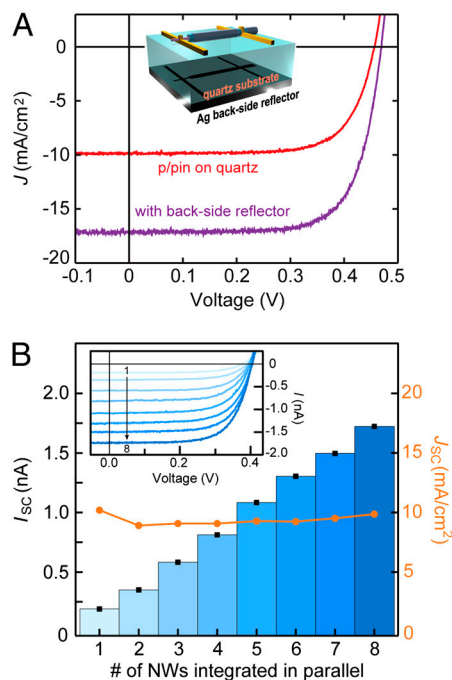 A
0
-5
-10
-15
-20
J (mA/cm²)
quartz substrate
Ag back-side reflector
p/pin on quartz
with back-side reflector
-0.1 0 0.1 0.2 0.3 0.4 0.5
Voltage (V)
B
2.0
1.5
1.0
0.5
0
I_SC (nA)
1
8
0
-0.5
-1.0
-1.5
-2.0
I (nA)
0.0 0.2 0.4
Voltage (V)
20
15
10
5
0
J_SC (mA/cm²)
1 2 3 4 5 6 7 8
# of NWs integrated in parallel